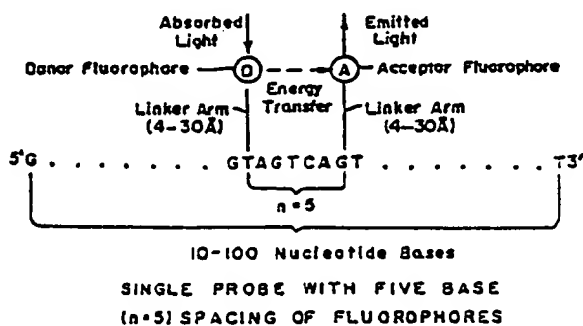 Absorbed Light
Emitted Light
Donor Fluorophore
D
A
Acceptor Fluorophore
Energy Transfer
Linker Arm (4-30Å)
Linker Arm (4-30Å)
5'G . . . . . . . . . . GTAGTCAGT . . . . . . . . T3'
n=5
10-100 Nucleotide Bases
SINGLE PROBE WITH FIVE BASE
(n=5) SPACING OF FLUOROPHORES